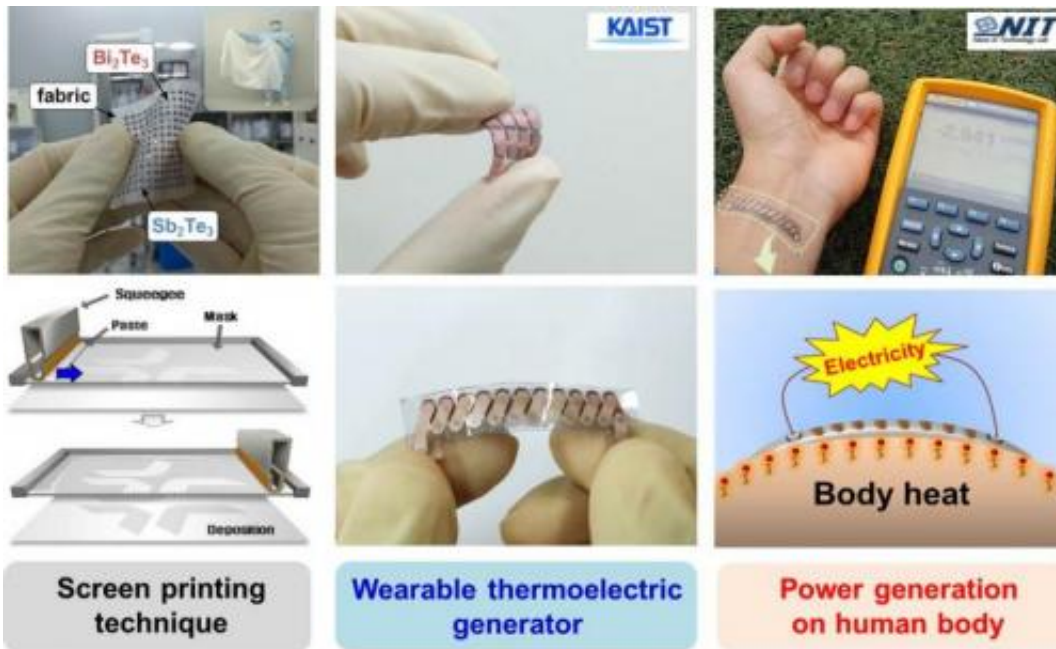 Bi₂Te₃
fabric
Sb₂Te₃
KAIST
NIT
Squeegee
Paste
Mask
Deposition
Electricity
Body heat
Screen printing
technique
Wearable thermoelectric
generator
Power generation
on human body